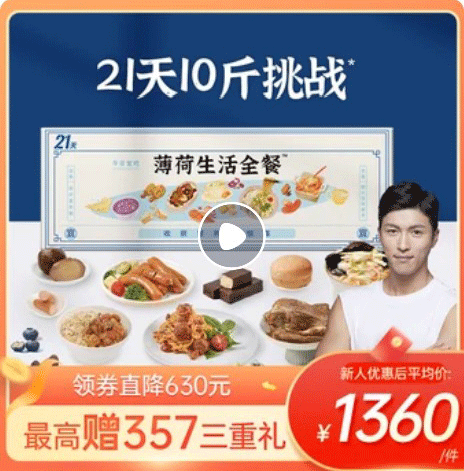 21天10斤挑战*
21天
薄荷生活全餐™
领券直降630元
最高赠357三重礼
新人优惠后平均价:
¥1360
/件